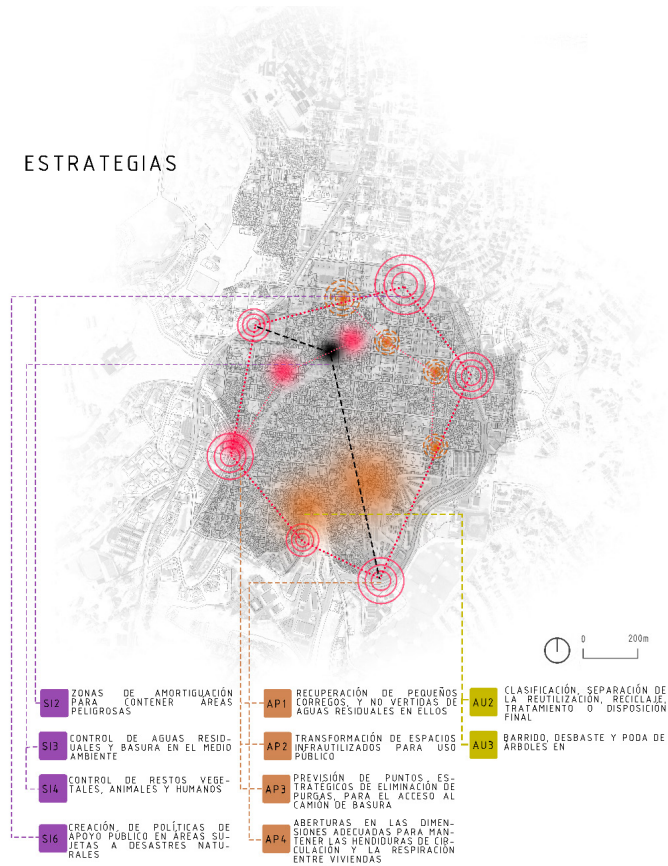 ESTRATEGIAS
0 200m
SI2
ZONAS DE AMORTIGUACIÓN
PARA CONTENER ÁREAS
PELIGROSAS
SI3
CONTROL DE AGUAS RESID-
UALES Y BASURA EN EL MEDIO
AMBIENTE
SI4
CONTROL DE RESTOS VEGE-
TALES, ANIMALES Y HUMANOS
SI6
CREACIÓN DE POLÍTICAS DE
APOYO PÚBLICO EN ÁREAS SU-
JETAS A DESASTRES NATU-
RALES
AP1
RECUPERACIÓN DE PEQUEÑOS
CORREGOS, Y NO VERTIDAS DE
AGUAS RESIDUALES EN ELLOS
AP2
TRANSFORMACIÓN DE ESPACIOS
INFRAUTILIZADOS PARA USO
PÚBLICO
AP3
PREVISIÓN DE PUNTOS ES-
TRATÉGICOS DE ELIMINACIÓN DE
PURGAS, PARA EL ACCESO AL
CAMIÓN DE BASURA
AP4
ABERTURAS EN LAS DIMEN-
SIONES ADECUADAS PARA MAN-
TENER LAS HENDIDURAS DE CIR-
CULACIÓN Y LA RESPIRACIÓN
ENTRE VIVIENDAS
AU2
CLASIFICACIÓN, SEPARACIÓN DE
LA REUTILIZACIÓN, RECICLAJE,
TRATAMIENTO O DISPOSICIÓN
FINAL
AU3
BARRIDO, DESBASTE Y PODA DE
ÁRBOLES EN